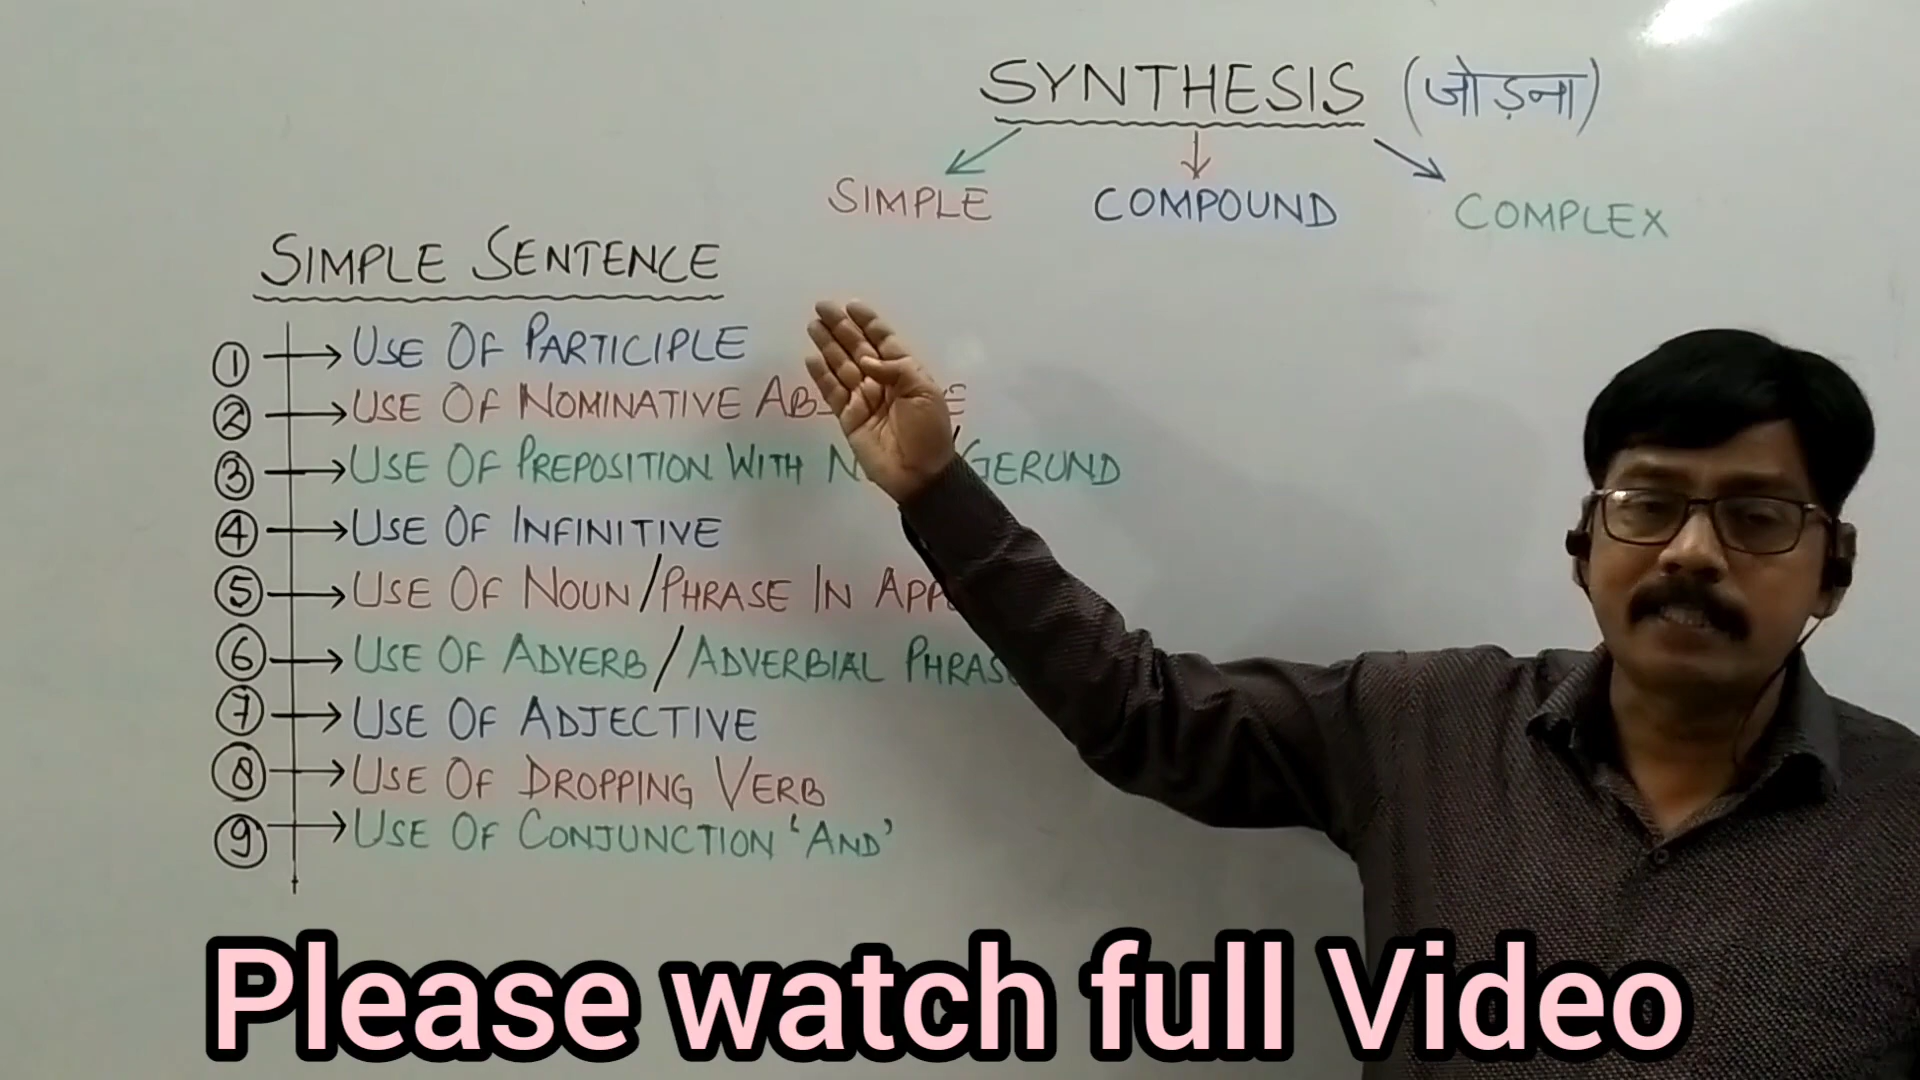 SYNTHESIS (जोड़ना)
SIMPLE COMPOUND COMPLEX
SIMPLE SENTENCE
1 → USE OF PARTICIPLE
2 → USE OF NOMINATIVE
3 → USE OF PREPOSITION WITH /GERUND
4 → USE OF INFINITIVE
5 → USE OF NOUN/PHRASE IN
6 → USE OF ADVERB/ADVERBIAL
7 → USE OF ADJECTIVE
8 → USE OF DROPPING VERB
9 → USE OF CONJUNCTION 'AND'
Please watch full Video